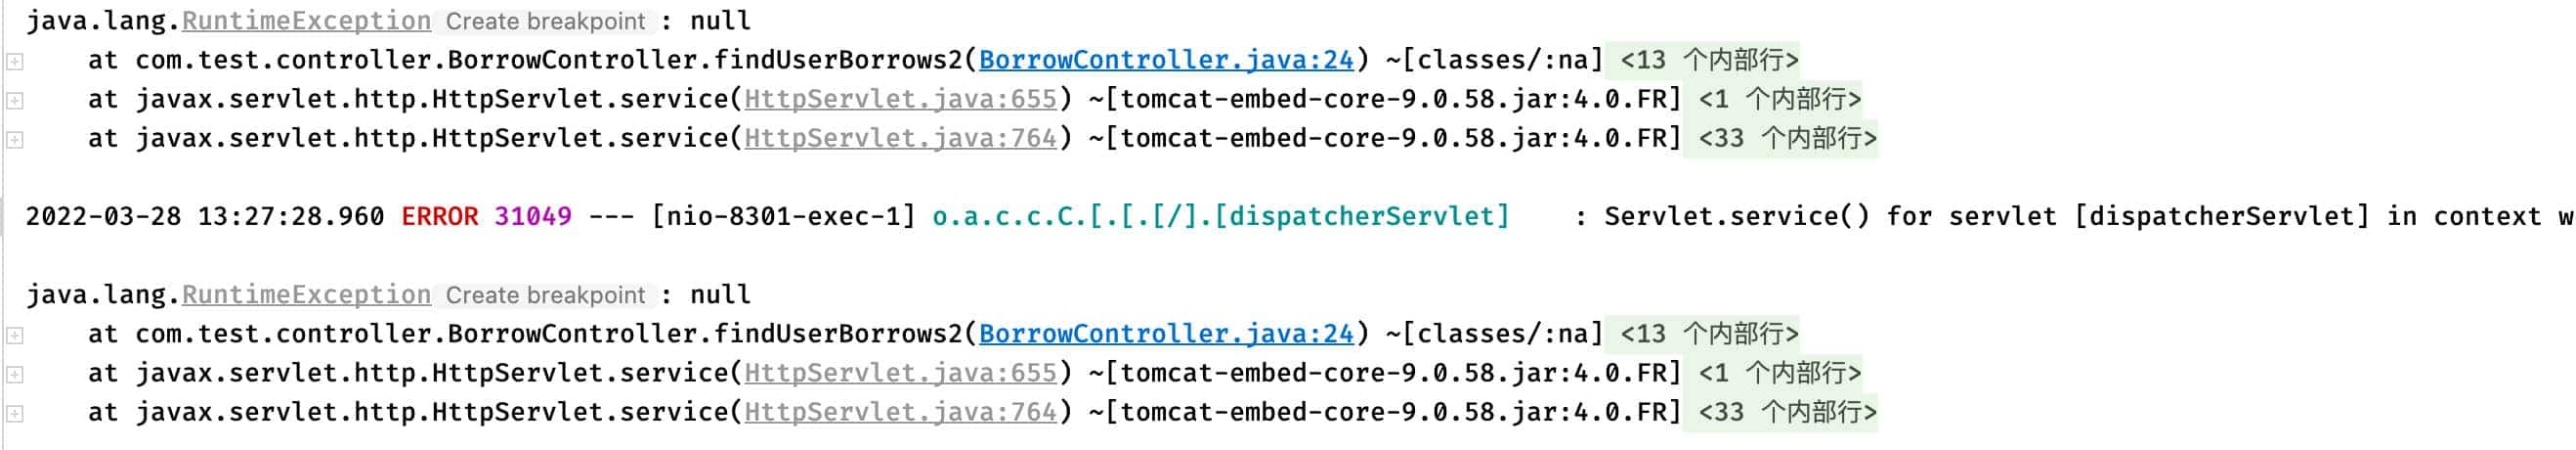 java.lang.RuntimeException Create breakpoint : null
at com.test.controller.BorrowController.findUserBorrows2(BorrowController.java:24) ~[classes/:na] <13 个内部行>
at javax.servlet.http.HttpServlet.service(HttpServlet.java:655) ~[tomcat-embed-core-9.0.58.jar:4.0.FR] <1 个内部行>
at javax.servlet.http.HttpServlet.service(HttpServlet.java:764) ~[tomcat-embed-core-9.0.58.jar:4.0.FR] <33 个内部行>
2022-03-28 13:27:28.960 ERROR 31049 --- [nio-8301-exec-1] o.a.c.c.C.[.[.[/].[dispatcherServlet] : Servlet.service() for servlet [dispatcherServlet] in context w
java.lang.RuntimeException Create breakpoint : null
at com.test.controller.BorrowController.findUserBorrows2(BorrowController.java:24) ~[classes/:na] <13 个内部行>
at javax.servlet.http.HttpServlet.service(HttpServlet.java:655) ~[tomcat-embed-core-9.0.58.jar:4.0.FR] <1 个内部行>
at javax.servlet.http.HttpServlet.service(HttpServlet.java:764) ~[tomcat-embed-core-9.0.58.jar:4.0.FR] <33 个内部行>